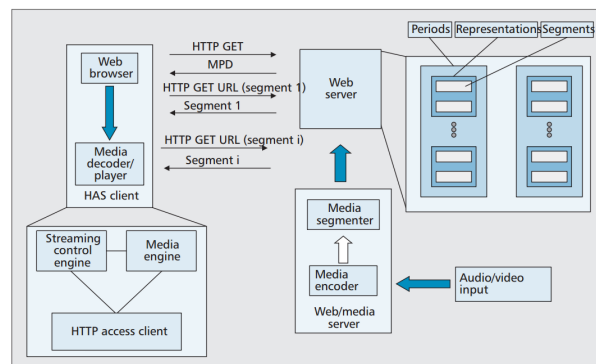 Periods
Representations
Segments
Web
browser
Media
decoder/
player
HAS client
HTTP GET
MPD
HTTP GET URL (segment 1)
Segment 1
HTTP GET URL (segment i)
Segment i
Web
server
Streaming
control
engine
Media
engine
HTTP access client
Media
segmenter
Media
encoder
Web/media
server
Audio/video
input